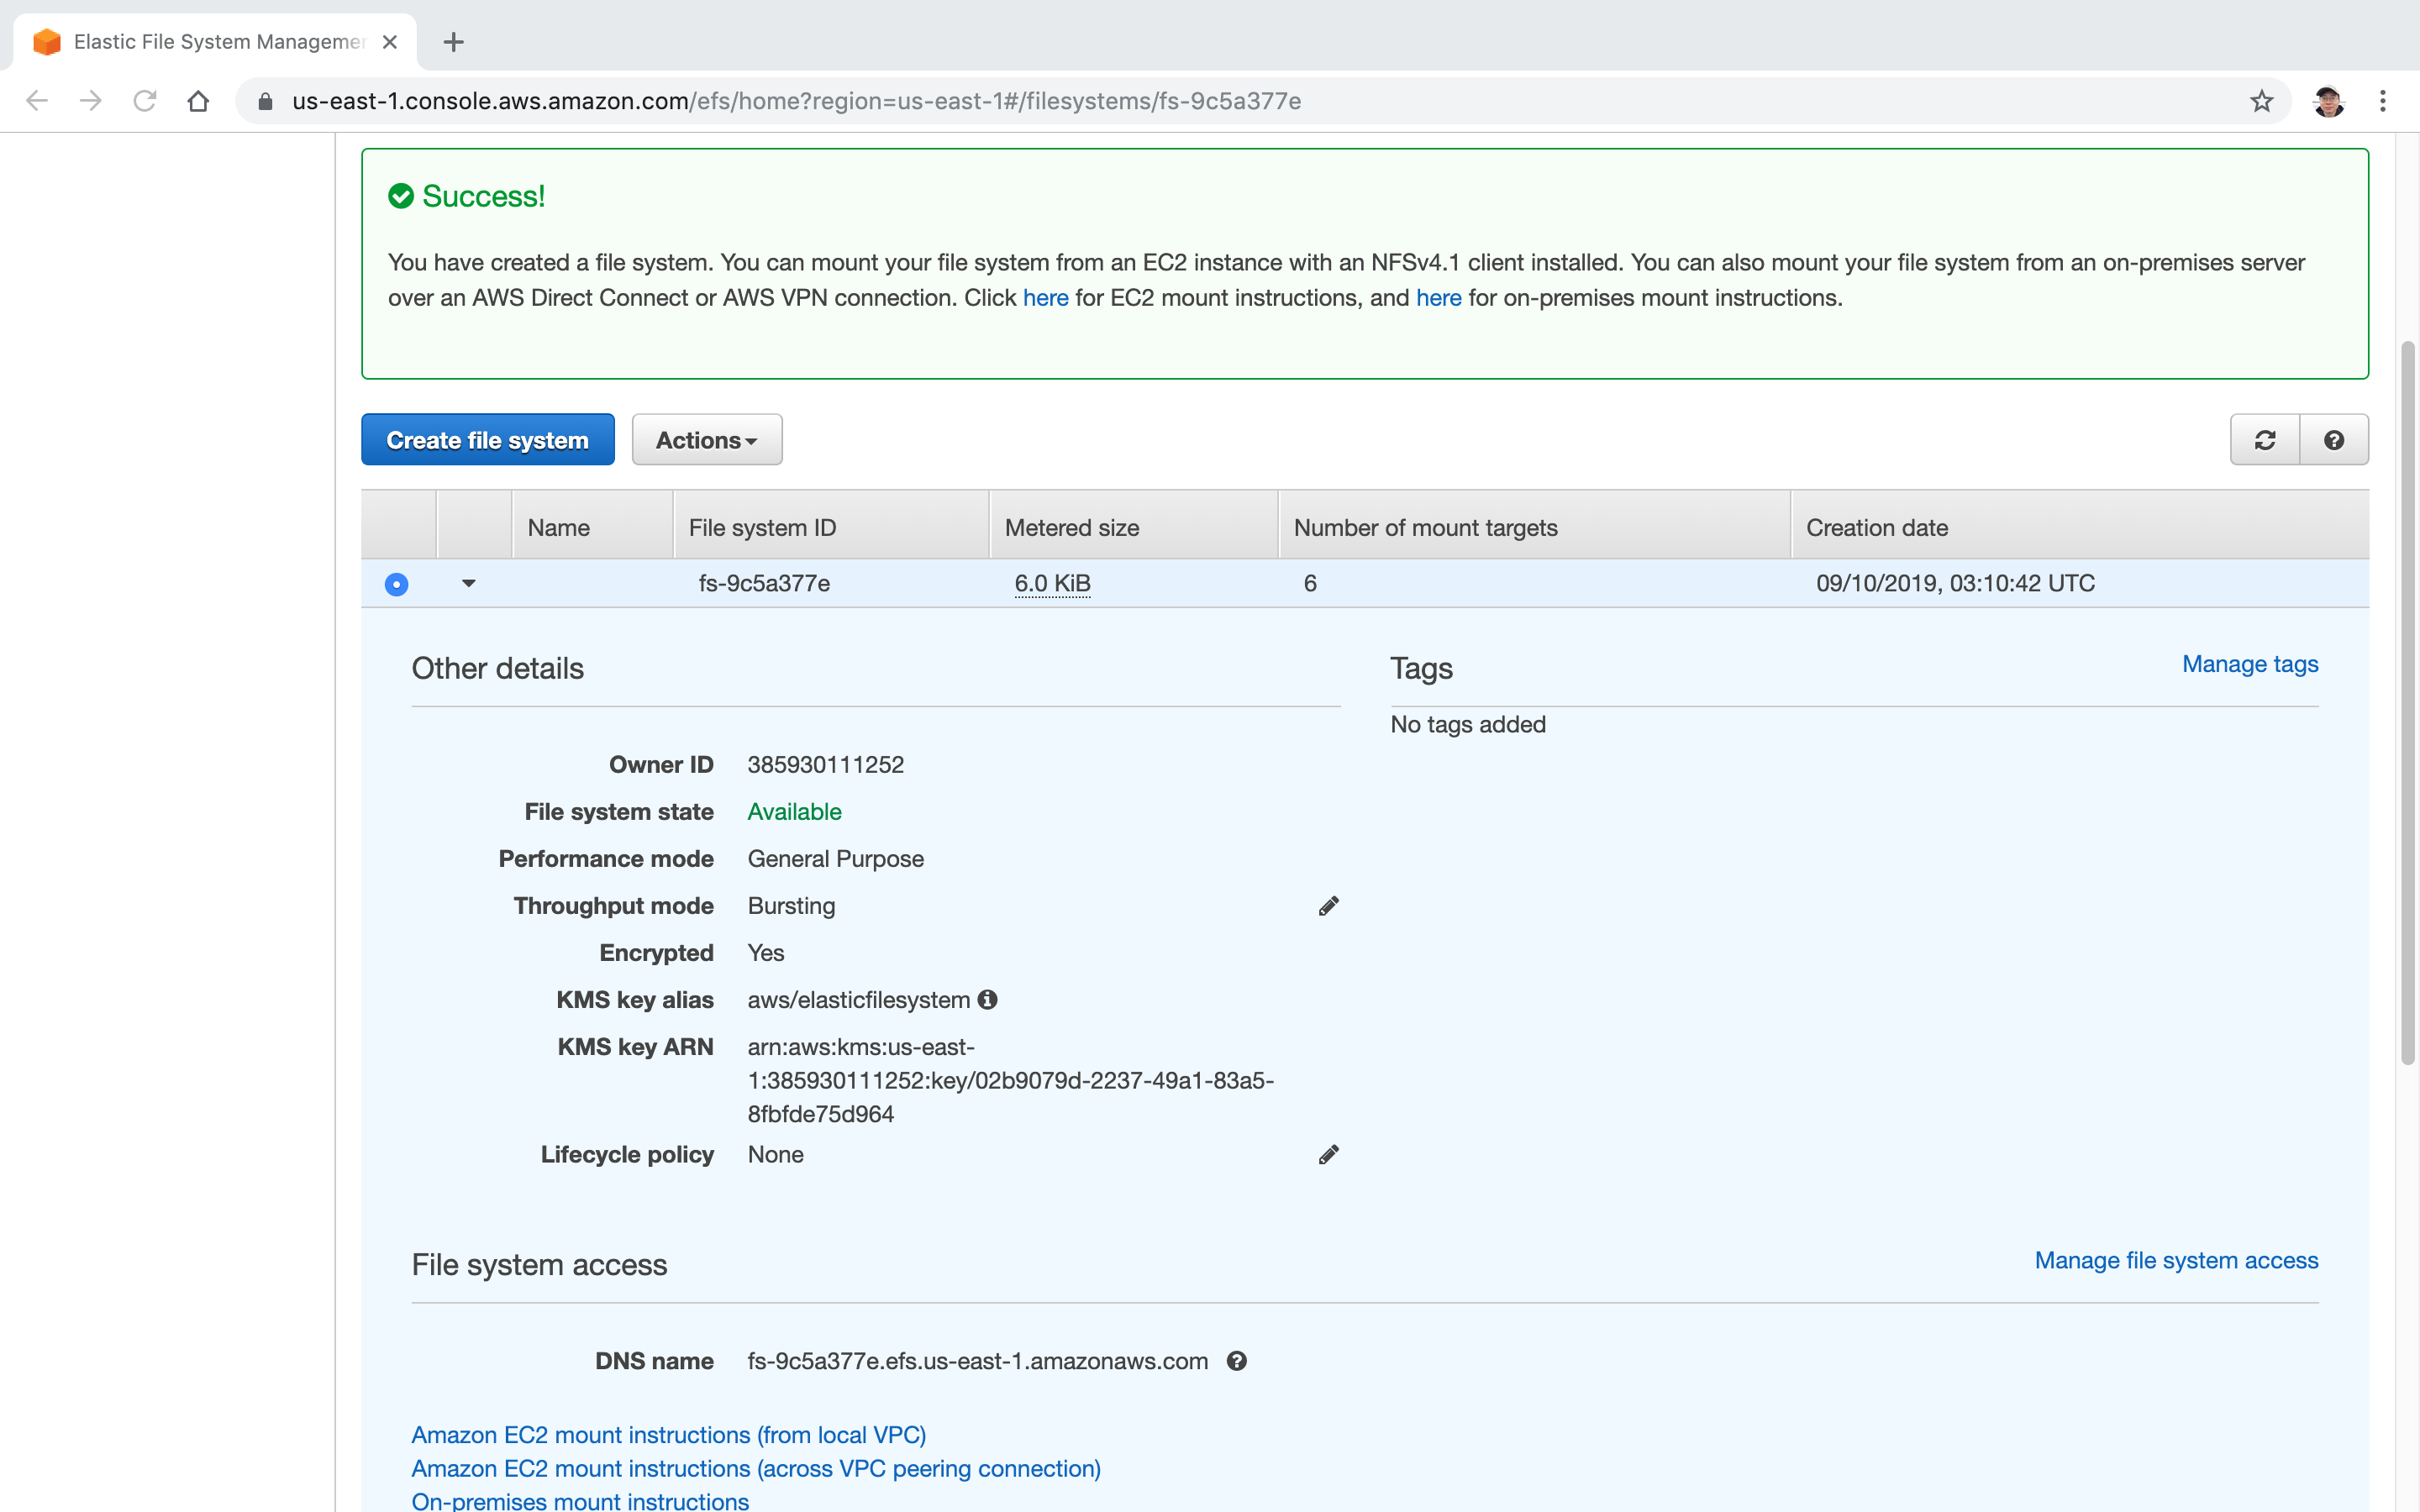 Elastic File System Managemen
us-east-1.console.aws.amazon.com/efs/home?region=us-east-1#/filesystems/fs-9c5a377e
Success!
You have created a file system. You can mount your file system from an EC2 instance with an NFSv4.1 client installed. You can also mount your file system from an on-premises server
over an AWS Direct Connect or AWS VPN connection. Click here for EC2 mount instructions, and here for on-premises mount instructions.
Create file system Actions
Name File system ID Metered size Number of mount targets Creation date
fs-9c5a377e 6.0 KiB 6 09/10/2019, 03:10:42 UTC
Other details
Owner ID 385930111252
File system state Available
Performance mode General Purpose
Throughput mode Bursting
Encrypted Yes
KMS key alias aws/elasticfilesystem
KMS key ARN arn:aws:kms:us-east-
1:385930111252:key/02b9079d-2237-49a1-83a5-
8fbfde75d964
Lifecycle policy None
Tags Manage tags
No tags added
File system access Manage file system access
DNS name fs-9c5a377e.efs.us-east-1.amazonaws.com
Amazon EC2 mount instructions (from local VPC)
Amazon EC2 mount instructions (across VPC peering connection)
On-premises mount instructions